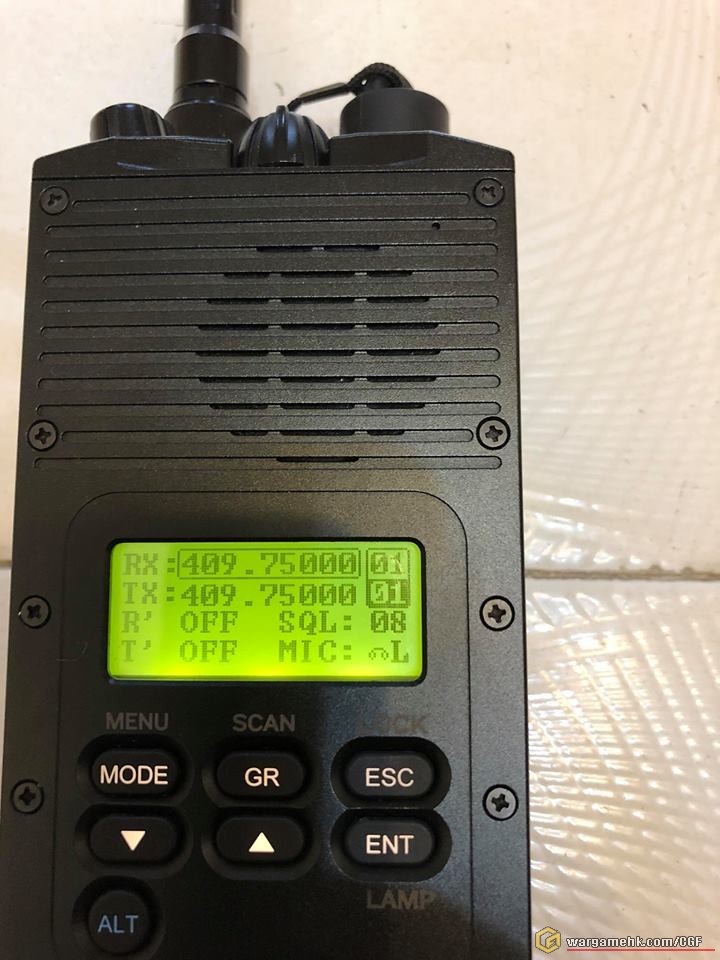 RX:409.75000 01
TX:409.75000 01
R' OFF SQL: 08
T' OFF MIC: L
MENU SCAN LOCK
MODE GR ESC
ENT
LAMP
ALT
wargamehk.com/CGF